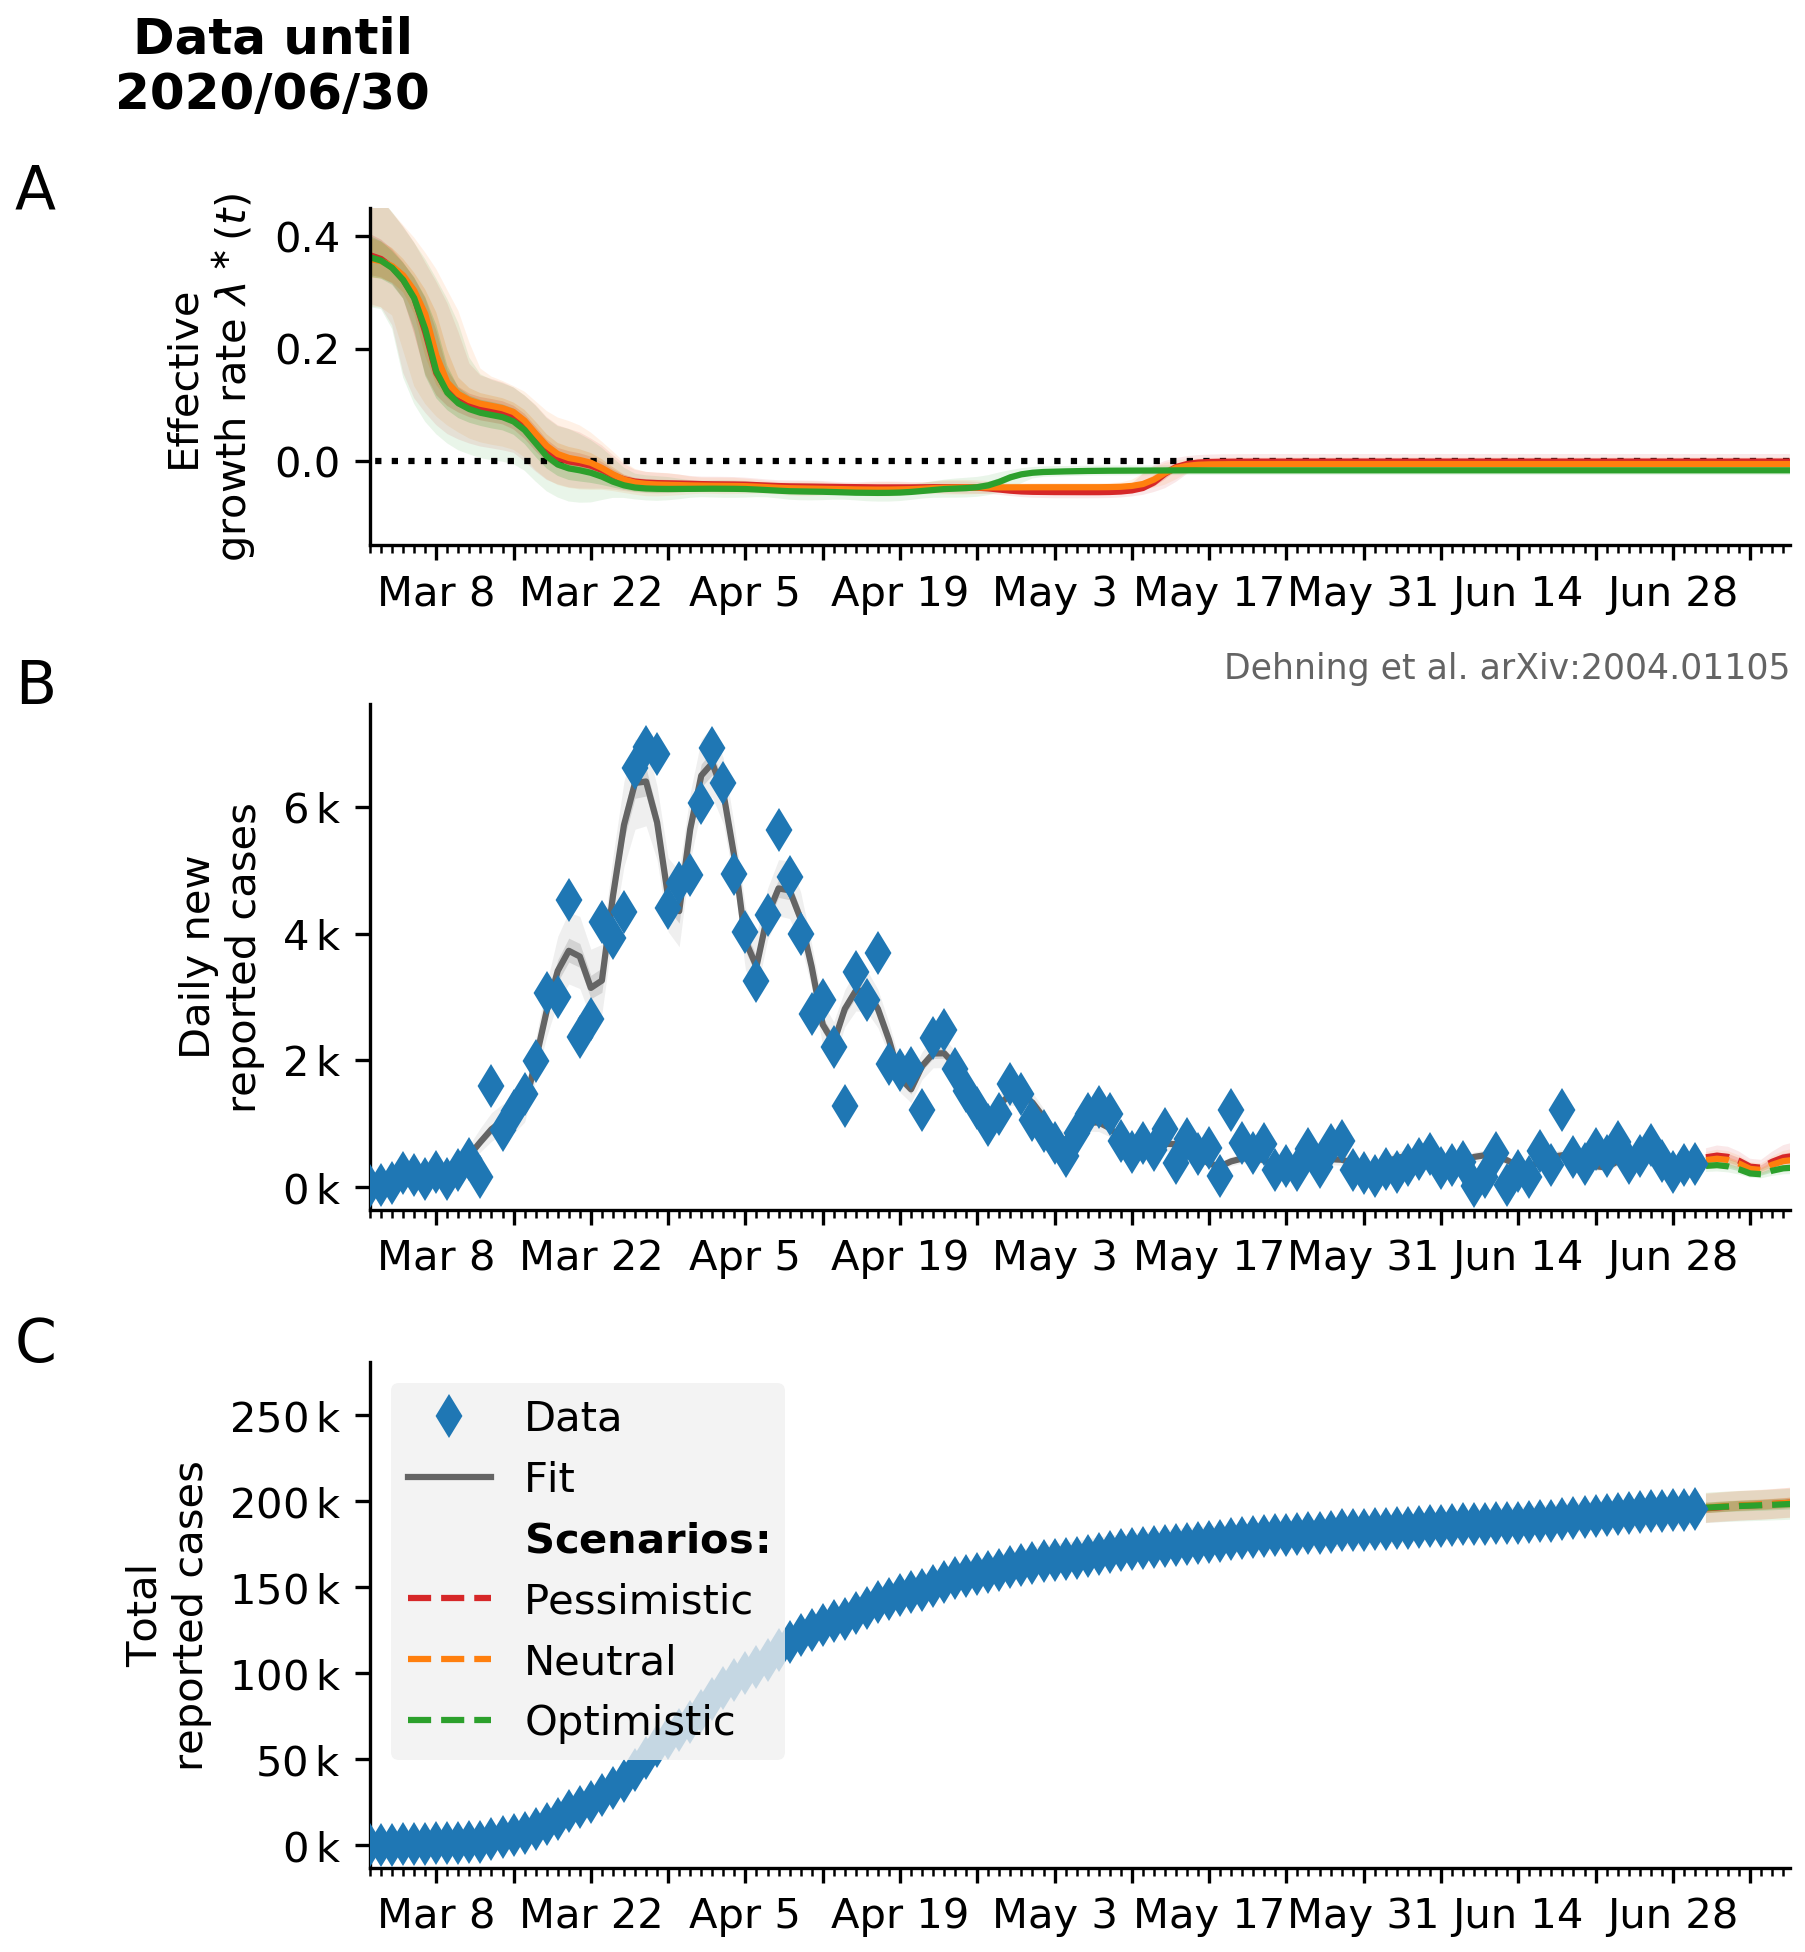 Data until
2020/06/30
A
Effective
growth rate λ * (t)
0.4
0.2
0.0
Mar 8 Mar 22 Apr 5 Apr 19 May 3 May 17 May 31 Jun 14 Jun 28
B
Dehning et al. arXiv:2004.01105
Daily new
reported cases
6 k
4 k
2 k
0 k
Mar 8 Mar 22 Apr 5 Apr 19 May 3 May 17 May 31 Jun 14 Jun 28
C
Total
reported cases
250 k
200 k
150 k
100 k
50 k
0 k
Data
Fit
Scenarios:
Pessimistic
Neutral
Optimistic
Mar 8 Mar 22 Apr 5 Apr 19 May 3 May 17 May 31 Jun 14 Jun 28